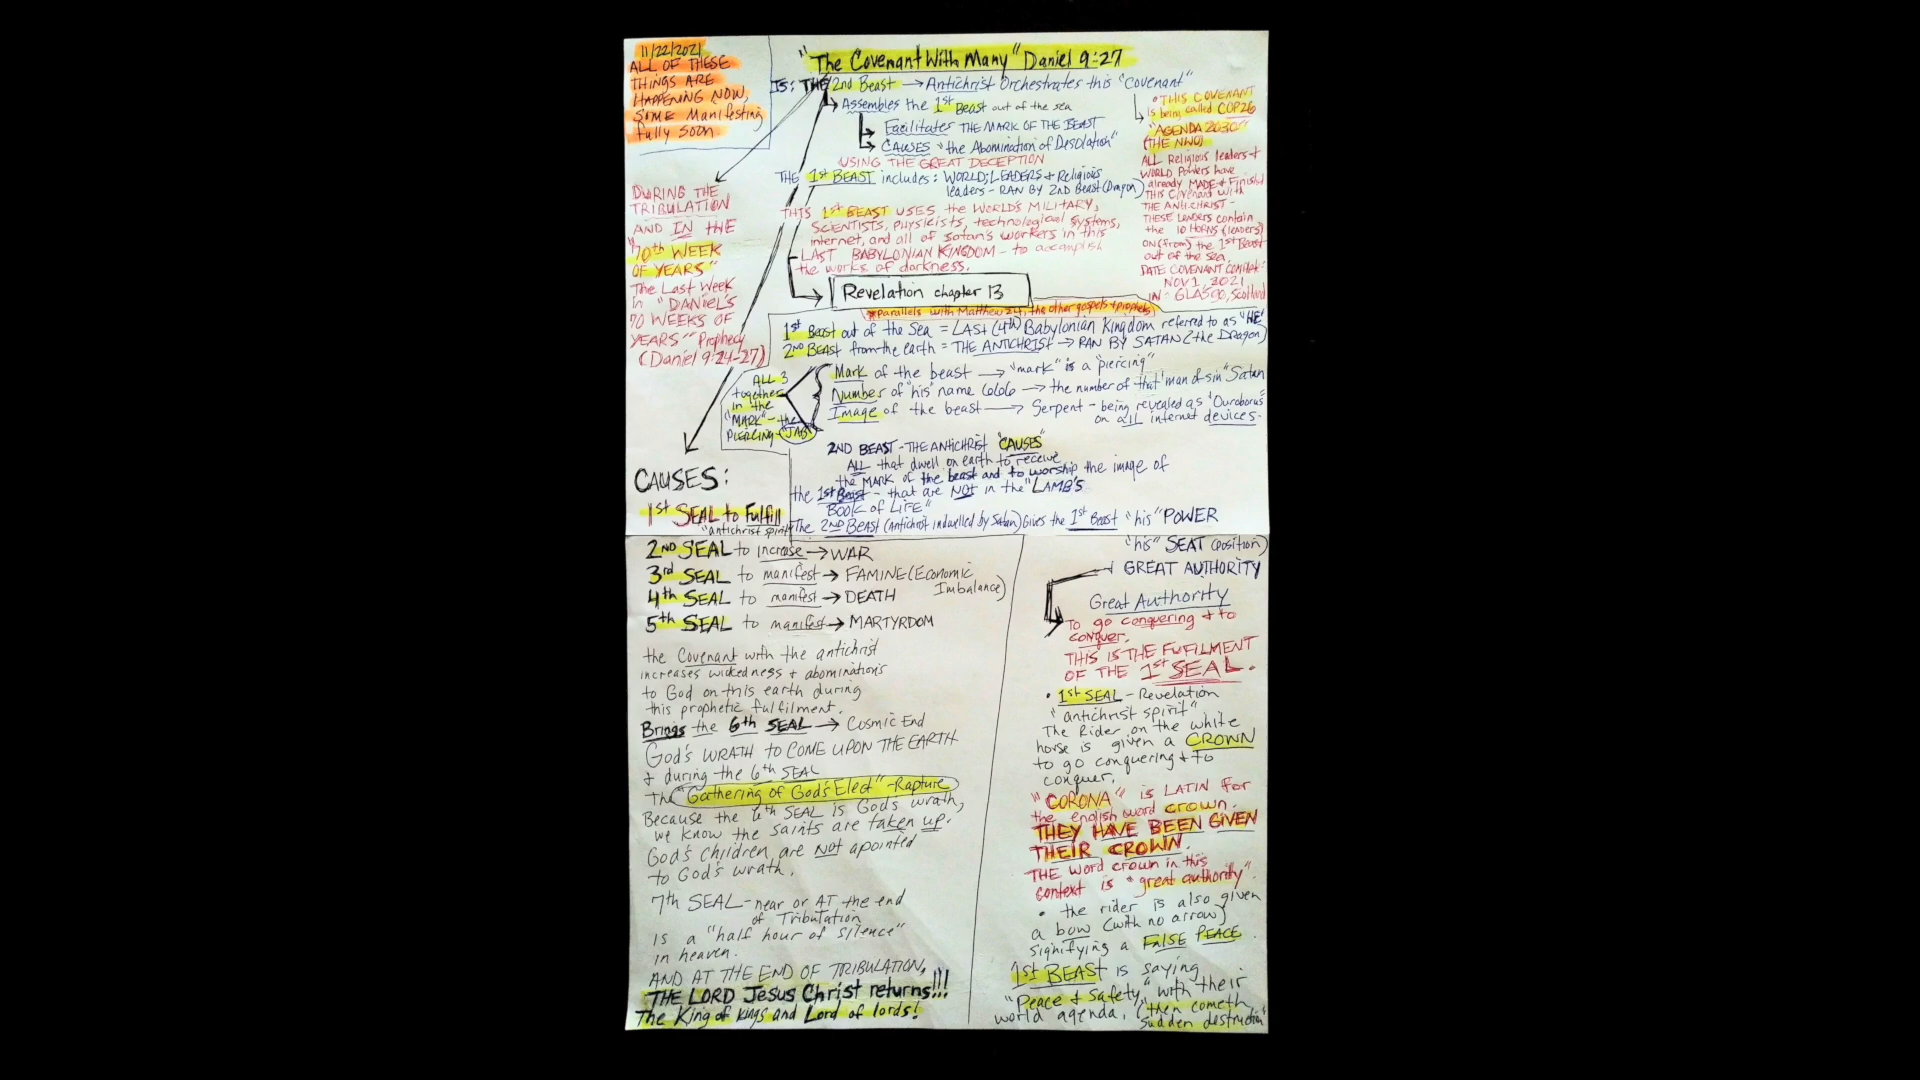 11/22/2021
ALL OF THESE
THINGS ARE
HAPPENING NOW,
SOME Manifesting
fully soon.
"The Covenant With Many" Daniel 9:27
IS: THE 2nd Beast → Antichrist Orchestrates this "Covenant"
Assembles the 1st Beast out of the sea
Facilitates THE MARK OF THE BEAST
CAUSES "the Abomination of Desolation"
USING THE GREAT DECEPTION
THE 1st BEAST includes: WORLD LEADERS & Religious
leaders - RAN BY 2nd Beast (Dragon)
THIS 1st BEAST USES the WORLD'S MILITARY,
SCIENTISTS, physicists, technological systems,
internet, and all of satan's workers in this
LAST BABYLONIAN KINGDOM - to accomplish
the works of darkness.
• THIS COVENANT
is being called COP26
"AGENDA 2030"
(THE NWO)
ALL Religious leaders +
WORLD Powers have
already MADE & Finished
THIS Covenant with
THE ANTICHRIST -
THESE LEADERS contain
the 10 HORNS (leaders)
ON (from) the 1st Beast
out of the sea.
DATE COVENANT complete:
NOV 1, 2021
IN - GLASGO, Scotland
DURING THE
TRIBULATION
AND IN THE
"70th WEEK
OF YEARS"
The Last Week
in "DANIEL'S
70 WEEKS OF
YEARS" Prophecy
(Daniel 9:24-27)
Revelation chapter 13
*Parallels with Matthew 24, the other gospels + prophets
1st Beast out of the Sea = LAST (4th) Babylonian Kingdom referred to as "HE"
2ND BEAST from the earth = THE ANTICHRIST → RAN BY SATAN (the DRAGON)
ALL 3
together
in the
"MARK" - the
PIERCING - (JAB)
Mark of the beast → "mark" is a "piercing"
Number of "his" name 666 → the number of that "man of sin" Satan
Image of the beast → Serpent - being revealed as "Ouroborus"
on all internet devices -
2ND BEAST - THE ANTICHRIST "CAUSES"
ALL that dwell on earth to receive
the MARK of the beast and to worship the image of
the 1st Beast - that are NOT in the "LAMB'S
BOOK of LIFE"
The 2ND BEAST (Antichrist indwelled by Satan) Gives the 1st Beast "his" POWER
"his" SEAT (position)
GREAT AUTHORITY
CAUSES:
1st SEAL to Fulfill
"antichrist spirit"
2ND SEAL to increase → WAR
3rd SEAL to manifest → FAMINE (Economic
Imbalance)
4th SEAL to manifest → DEATH
5th SEAL to manifest → MARTYRDOM
the Covenant with the antichrist
increases wickedness + abominations
to God on this earth during
this prophetic fulfilment.
Brings the 6th SEAL → Cosmic End
God's WRATH TO COME UPON THE EARTH
+ during the 6th SEAL
The "Gathering of God's Elect" - Rapture
Because the 6th SEAL is God's wrath,
we know the saints are taken up.
God's children are NOT apointed
to God's wrath.
7th SEAL - near or AT the end
of Tribulation
is a "half hour of silence"
in heaven.
AND AT THE END OF TRIBULATION,
THE LORD Jesus Christ returns!!!
The King of kings and Lord of lords!
Great Authority
To go conquering + to
conquer.
THIS IS THE FUFILMENT
OF THE 1st SEAL.
• 1st SEAL - Revelation
"antichrist spirit"
The Rider on the white
horse is given a CROWN
to go conquering + to
conquer.
"CORONA" is LATIN for
the english word crown.
THEY HAVE BEEN GIVEN
THEIR CROWN.
THE word crown in this
context is "great authority".
• the rider is also given
a bow (with no arrow)
signifying a FALSE PEACE
1st BEAST is saying
"Peace + Safety" with their
world agenda. (then cometh
sudden destruction"